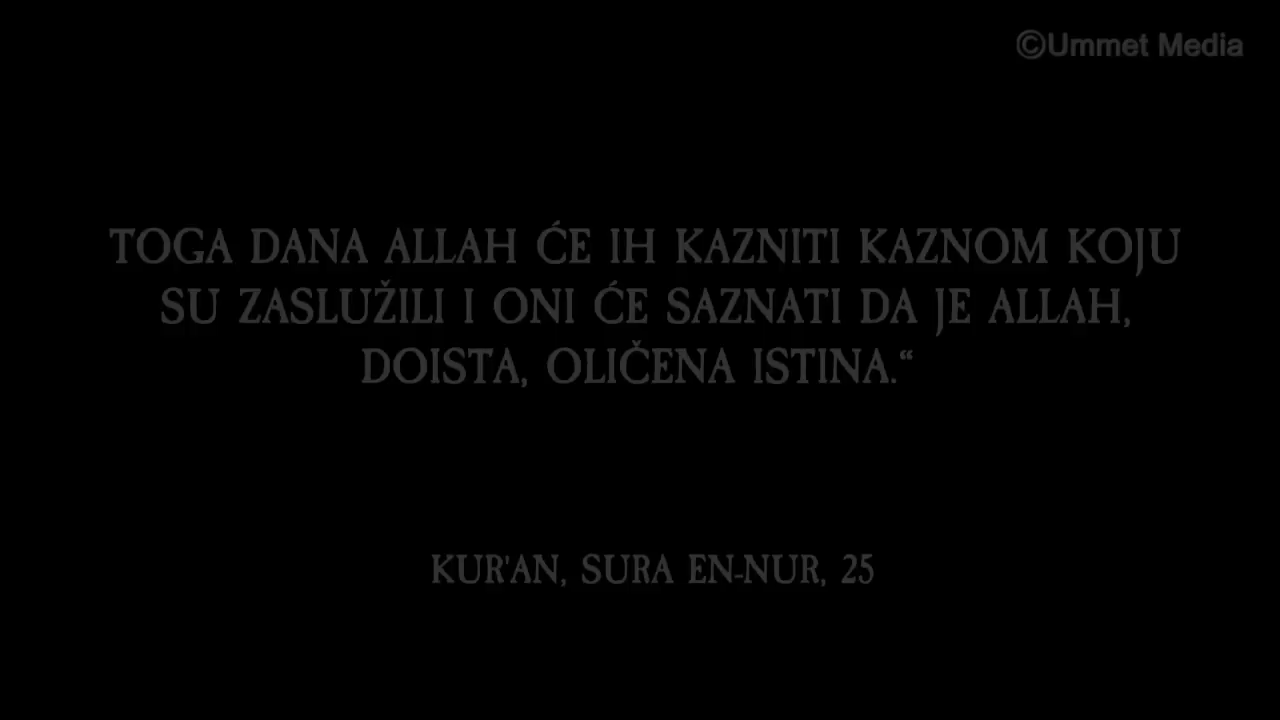 ©Ummet Media
TOGA DANA ALLAH ĆE IH KAZNITI KAZNOM KOJU
SU ZASLUŽILI I ONI ĆE SAZNATI DA JE ALLAH,
DOISTA, OLIČENA ISTINA.“
KUR'AN, SURA EN-NUR, 25